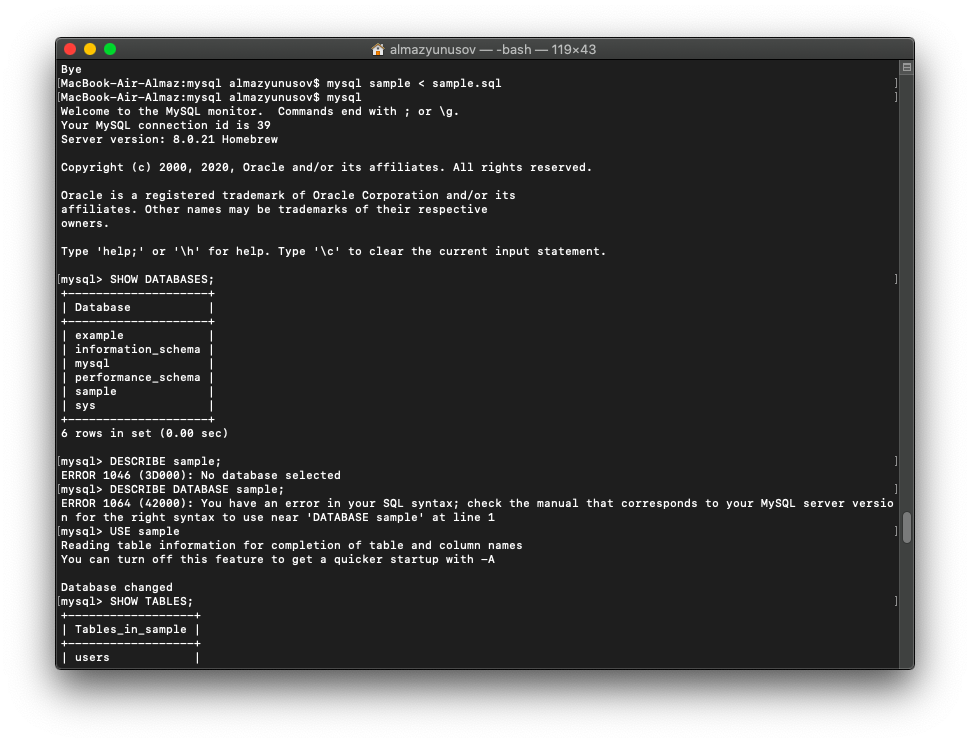 almazyunusov — -bash — 119×43
Bye
[MacBook-Air-Almaz:mysql almazyunusov$ mysql sample < sample.sql ]
[MacBook-Air-Almaz:mysql almazyunusov$ mysql ]
Welcome to the MySQL monitor.  Commands end with ; or \g.
Your MySQL connection id is 39
Server version: 8.0.21 Homebrew
Copyright (c) 2000, 2020, Oracle and/or its affiliates. All rights reserved.
Oracle is a registered trademark of Oracle Corporation and/or its
affiliates. Other names may be trademarks of their respective
owners.
Type 'help;' or '\h' for help. Type '\c' to clear the current input statement.
[mysql> SHOW DATABASES; ]
+--------------------+
| Database           |
+--------------------+
| example            |
| information_schema |
| mysql              |
| performance_schema |
| sample             |
| sys                |
+--------------------+
6 rows in set (0.00 sec)
[mysql> DESCRIBE sample; ]
ERROR 1046 (3D000): No database selected
[mysql> DESCRIBE DATABASE sample; ]
ERROR 1064 (42000): You have an error in your SQL syntax; check the manual that corresponds to your MySQL server versio
n for the right syntax to use near 'DATABASE sample' at line 1
[mysql> USE sample ]
Reading table information for completion of table and column names
You can turn off this feature to get a quicker startup with -A
Database changed
[mysql> SHOW TABLES; ]
+------------------+
| Tables_in_sample |
+------------------+
| users            |